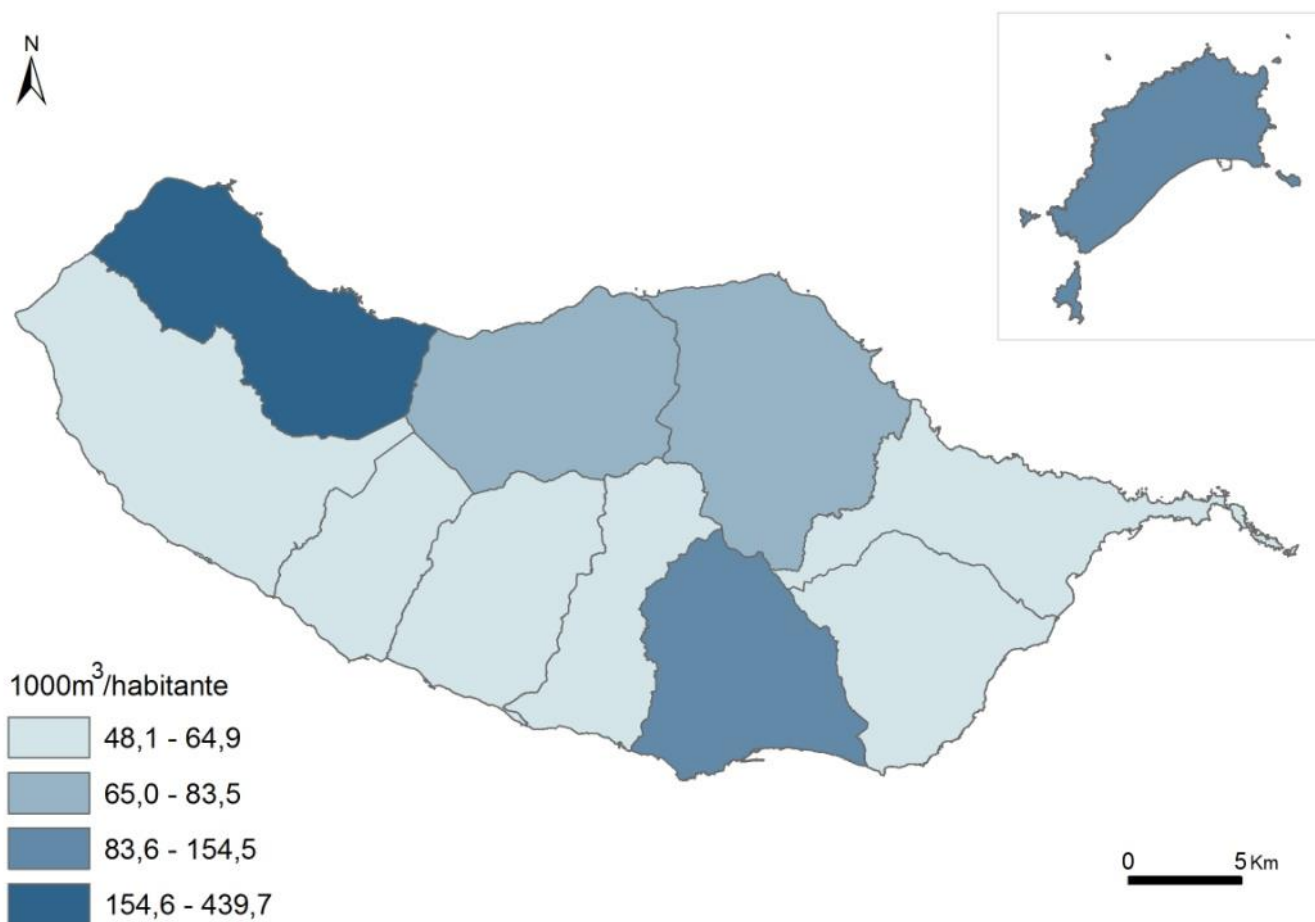 N
1000m³/habitante
48,1 - 64,9
65,0 - 83,5
83,6 - 154,5
154,6 - 439,7
0 5 Km